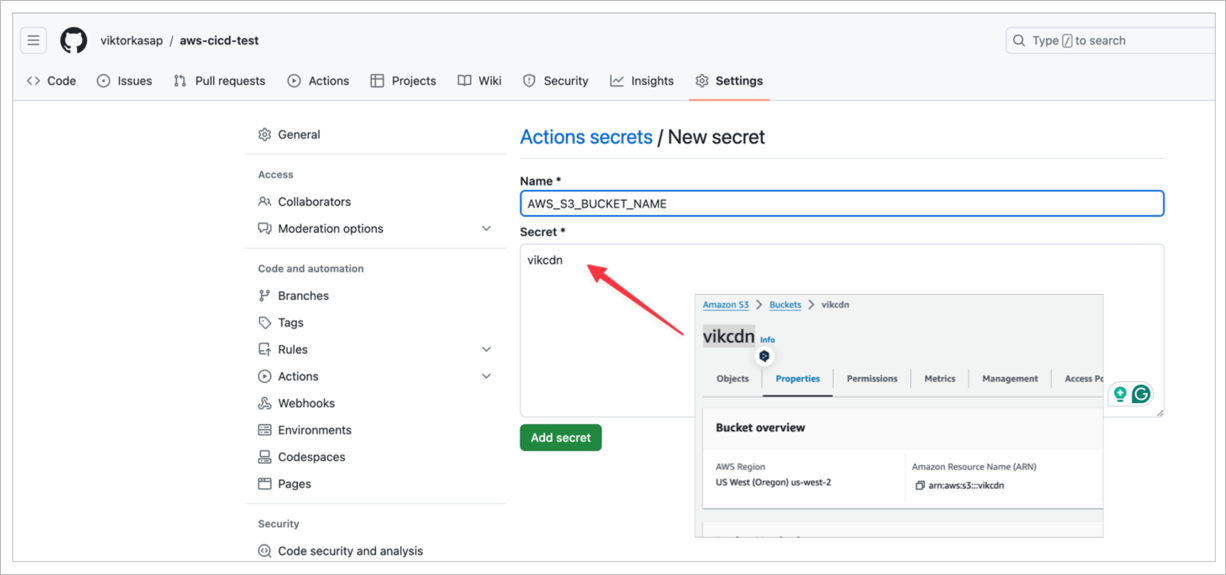 viktorkasap / aws-cicd-test
Type / to search
Code Issues Pull requests Actions Projects Wiki Security Insights Settings
General
Access
Collaborators
Moderation options
Code and automation
Branches
Tags
Rules
Actions
Webhooks
Environments
Codespaces
Pages
Security
Code security and analysis
Actions secrets / New secret
Name *
AWS_S3_BUCKET_NAME
Secret *
vikcdn
Add secret
Amazon S3 > Buckets > vikcdn
vikcdn Info
Objects Properties Permissions Metrics Management Access Po
Bucket overview
AWS Region
US West (Oregon) us-west-2
Amazon Resource Name (ARN)
arn:aws:s3:::vikcdn